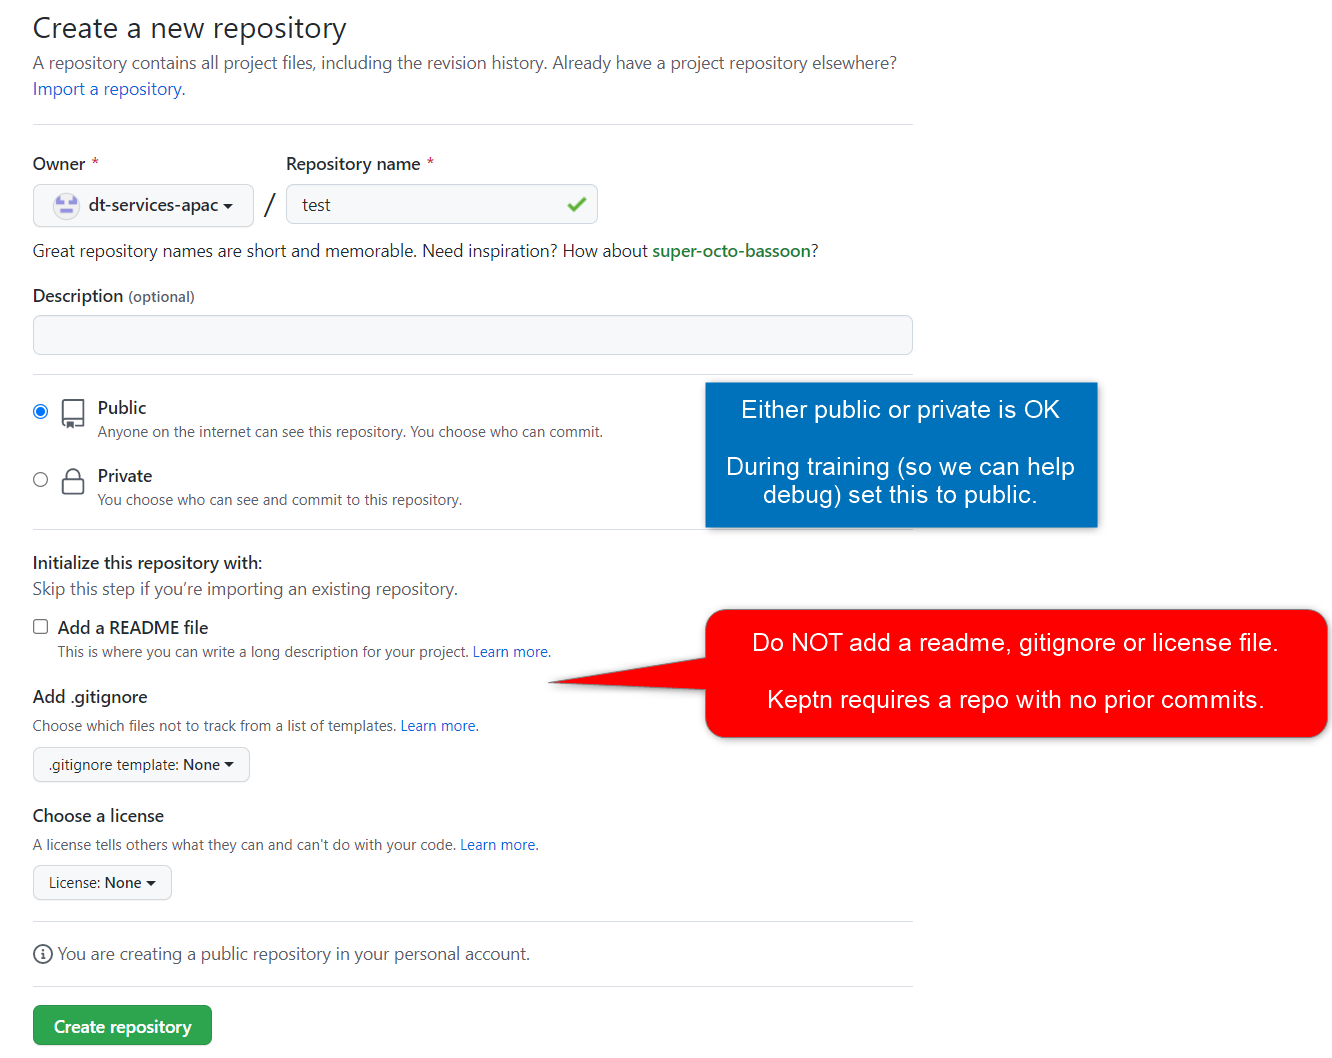 Create a new repository
A repository contains all project files, including the revision history. Already have a project repository elsewhere?
Import a repository.
Owner *
Repository name *
dt-services-apac
/
test
Great repository names are short and memorable. Need inspiration? How about super-octo-bassoon?
Description (optional)
Public
Anyone on the internet can see this repository. You choose who can commit.
Private
You choose who can see and commit to this repository.
Either public or private is OK
During training (so we can help
debug) set this to public.
Initialize this repository with:
Skip this step if you’re importing an existing repository.
Add a README file
This is where you can write a long description for your project. Learn more.
Do NOT add a readme, gitignore or license file.
Keptn requires a repo with no prior commits.
Add .gitignore
Choose which files not to track from a list of templates. Learn more.
.gitignore template: None
Choose a license
A license tells others what they can and can't do with your code. Learn more.
License: None
You are creating a public repository in your personal account.
Create repository